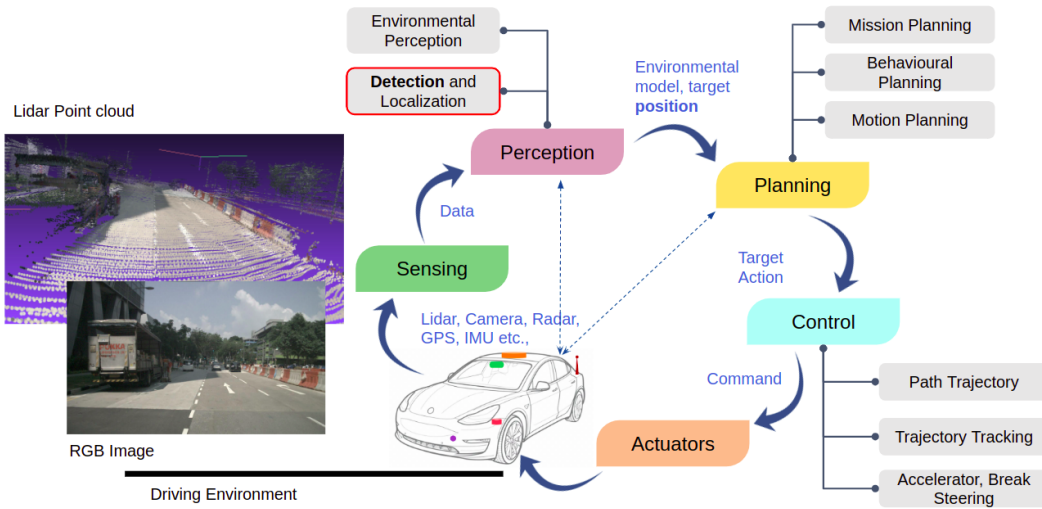 Environmental
Perception
Detection and
Localization
Perception
Environmental
model, target
position
Mission Planning
Behavioural
Planning
Motion Planning
Planning
Lidar Point cloud
Data
Sensing
Target
Action
Control
Lidar, Camera, Radar,
GPS, IMU etc.,
Command
Path Trajectory
Trajectory Tracking
Accelerator, Break
Steering
Actuators
RGB Image
Driving Environment